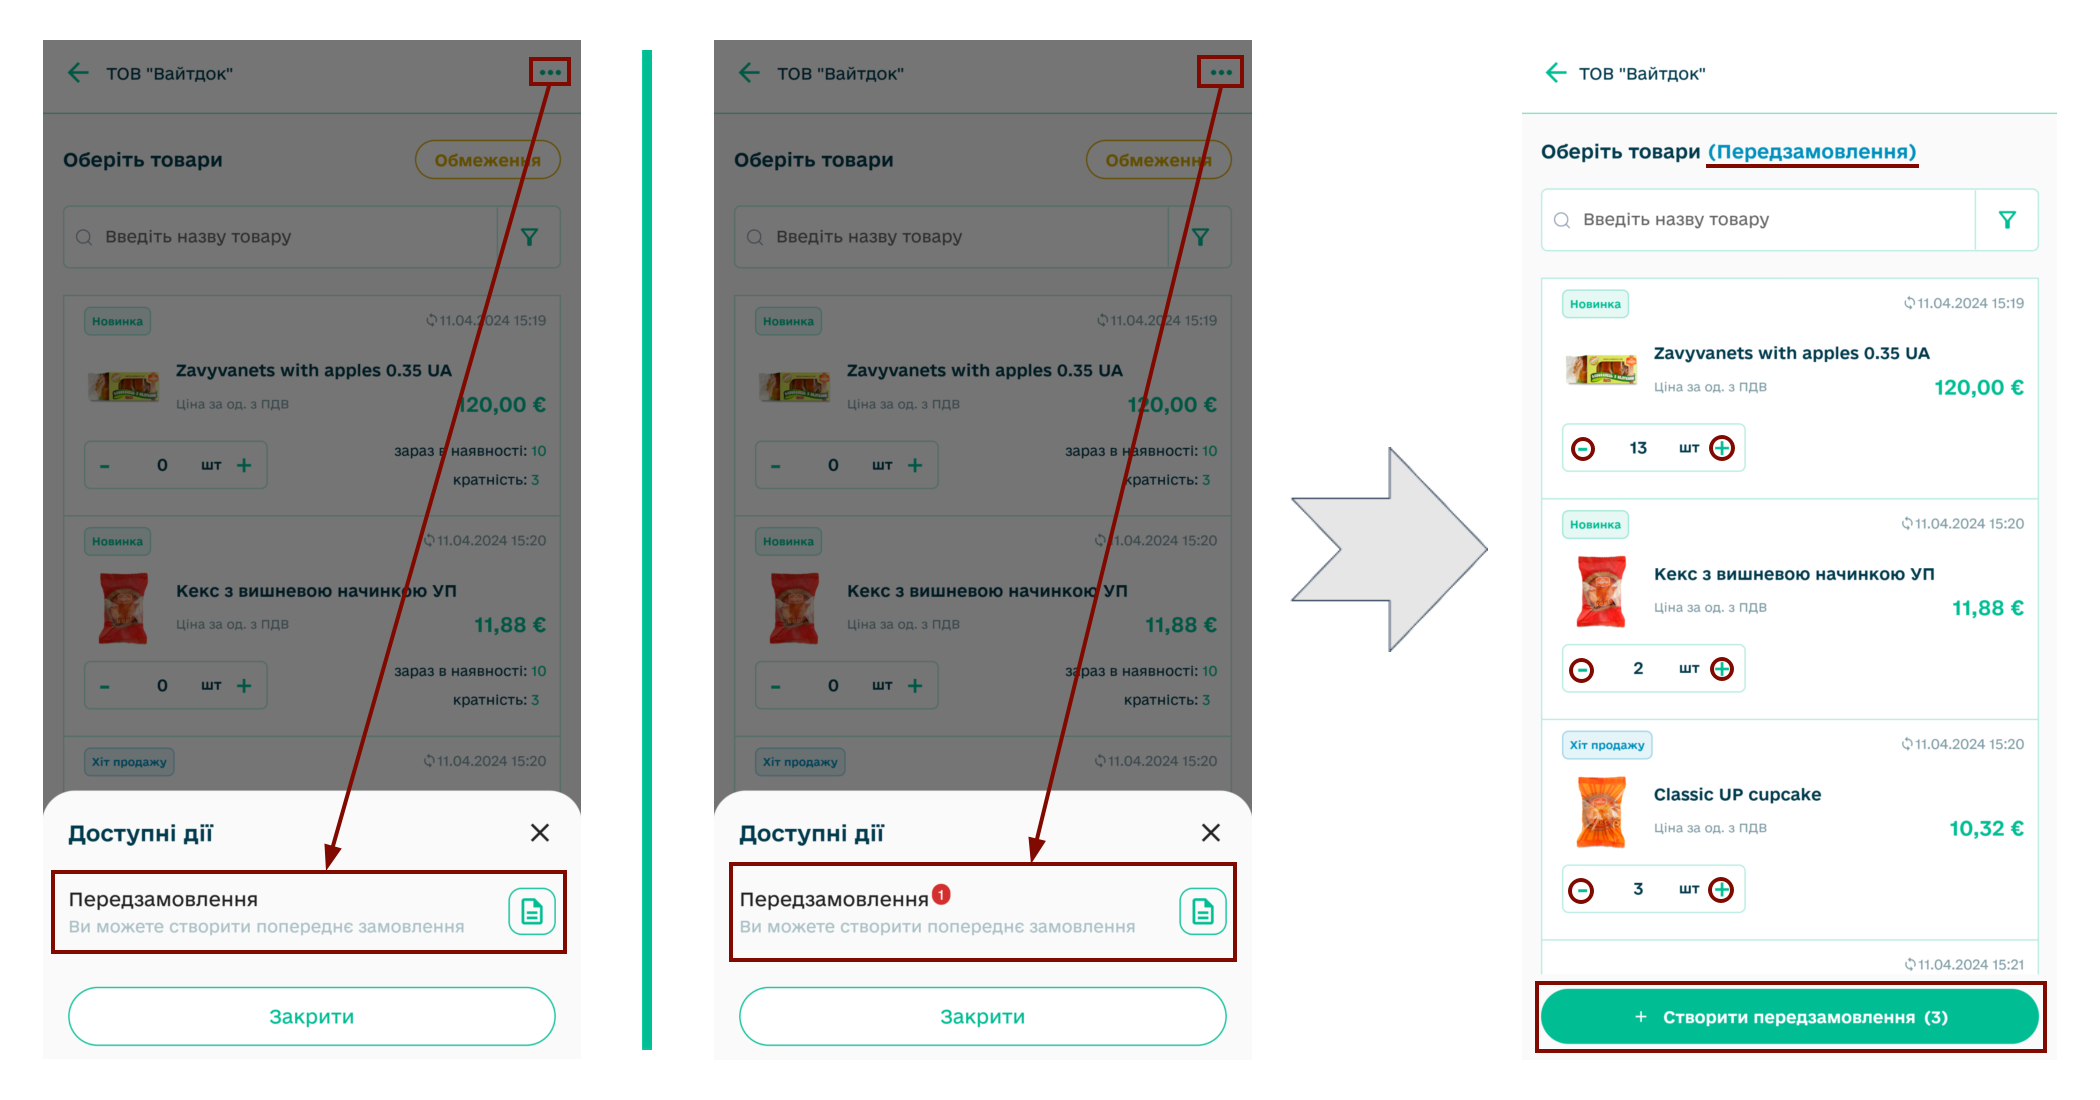 ТОВ "Вайтдок"
Оберіть товари
Обмеження
Введіть назву товару
Новинка
11.04.2024 15:19
Zavyvanets with apples 0.35 UA
Ціна за од. з ПДВ
120,00 €
зараз в наявності: 10
- 0 шт +
кратність: 3
Новинка
11.04.2024 15:20
Кекс з вишневою начинкою УП
Ціна за од. з ПДВ
11,88 €
зараз в наявності: 10
- 0 шт +
кратність: 3
Хіт продажу
11.04.2024 15:20
Доступні дії
Передзамовлення
Ви можете створити попереднє замовлення
Закрити
ТОВ "Вайтдок"
Оберіть товари
Обмеження
Введіть назву товару
Новинка
11.04.2024 15:19
Zavyvanets with apples 0.35 UA
Ціна за од. з ПДВ
120,00 €
зараз в наявності: 10
- 0 шт +
кратність: 3
Новинка
11.04.2024 15:20
Кекс з вишневою начинкою УП
Ціна за од. з ПДВ
11,88 €
зараз в наявності: 10
- 0 шт +
кратність: 3
Хіт продажу
11.04.2024 15:20
Доступні дії
Передзамовлення 1
Ви можете створити попереднє замовлення
Закрити
ТОВ "Вайтдок"
Оберіть товари (Передзамовлення)
Введіть назву товару
Новинка
11.04.2024 15:19
Zavyvanets with apples 0.35 UA
Ціна за од. з ПДВ
120,00 €
- 13 шт +
Новинка
11.04.2024 15:20
Кекс з вишневою начинкою УП
Ціна за од. з ПДВ
11,88 €
- 2 шт +
Хіт продажу
11.04.2024 15:20
Classic UP cupcake
Ціна за од. з ПДВ
10,32 €
- 3 шт +
11.04.2024 15:21
+ Створити передзамовлення (3)